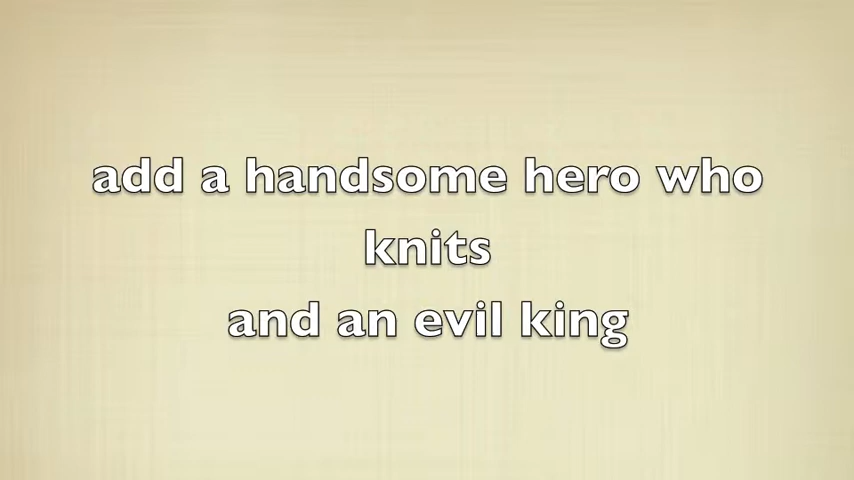 add a handsome hero who
knits
and an evil king